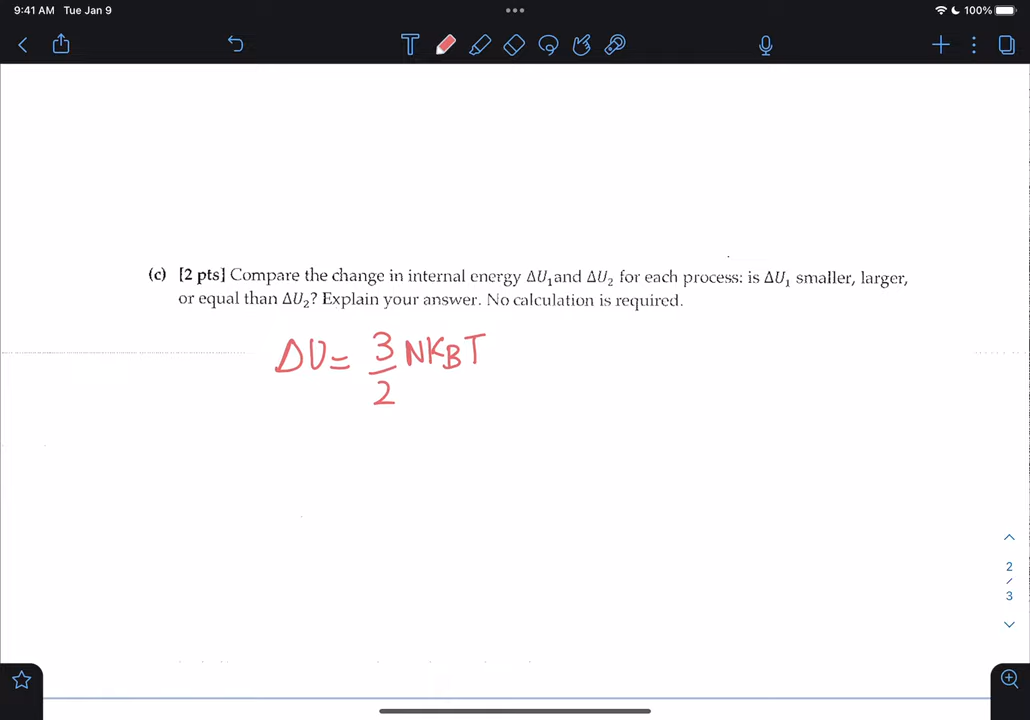 9:41 AM Tue Jan 9
100%
(c) [2 pts] Compare the change in internal energy ΔU₁and ΔU₂ for each process: is ΔU₁ smaller, larger,
or equal than ΔU₂? Explain your answer. No calculation is required.
ΔU= 3/2 NKBT
2
/
3